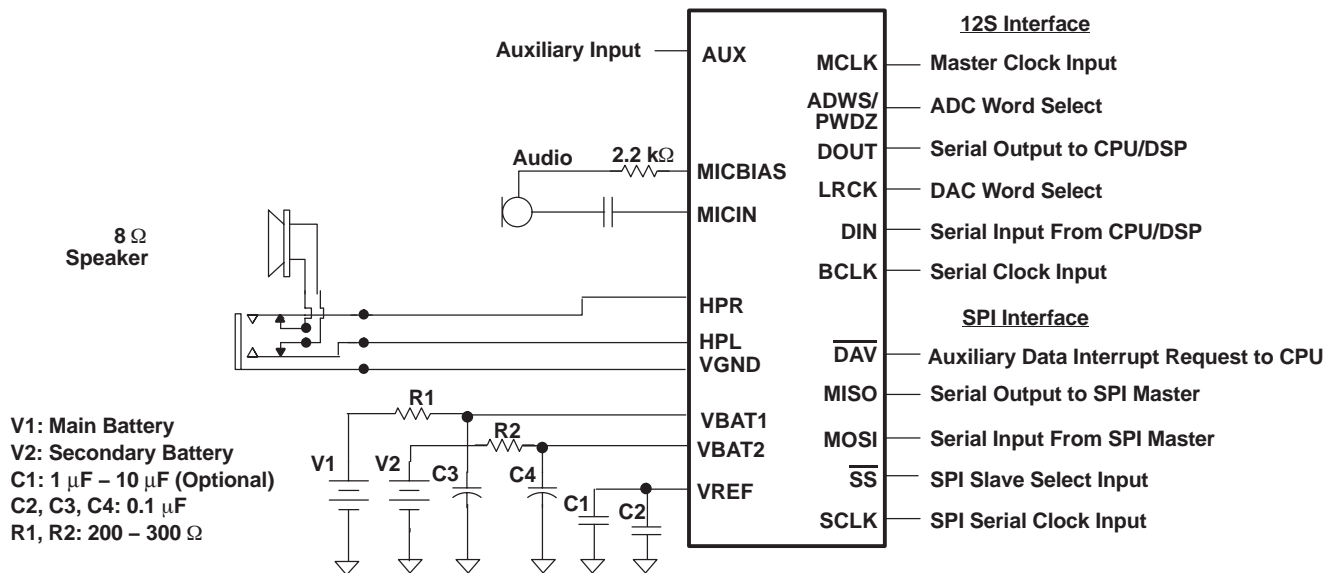 12S Interface
Auxiliary Input
AUX
MCLK
Master Clock Input
ADWS/
PWDZ
ADC Word Select
DOUT
Serial Output to CPU/DSP
Audio
2.2 kΩ
MICBIAS
LRCK
DAC Word Select
MICIN
DIN
Serial Input From CPU/DSP
8 Ω
Speaker
BCLK
Serial Clock Input
HPR
SPI Interface
HPL
VGND
DAV
Auxiliary Data Interrupt Request to CPU
MISO
Serial Output to SPI Master
R1
VBAT1
R2
VBAT2
MOSI
Serial Input From SPI Master
V1: Main Battery
V2: Secondary Battery
C1: 1 μF – 10 μF (Optional)
C2, C3, C4: 0.1 μF
R1, R2: 200 – 300 Ω
V1
V2
C3
C4
C1
C2
VREF
SS
SPI Slave Select Input
SCLK
SPI Serial Clock Input